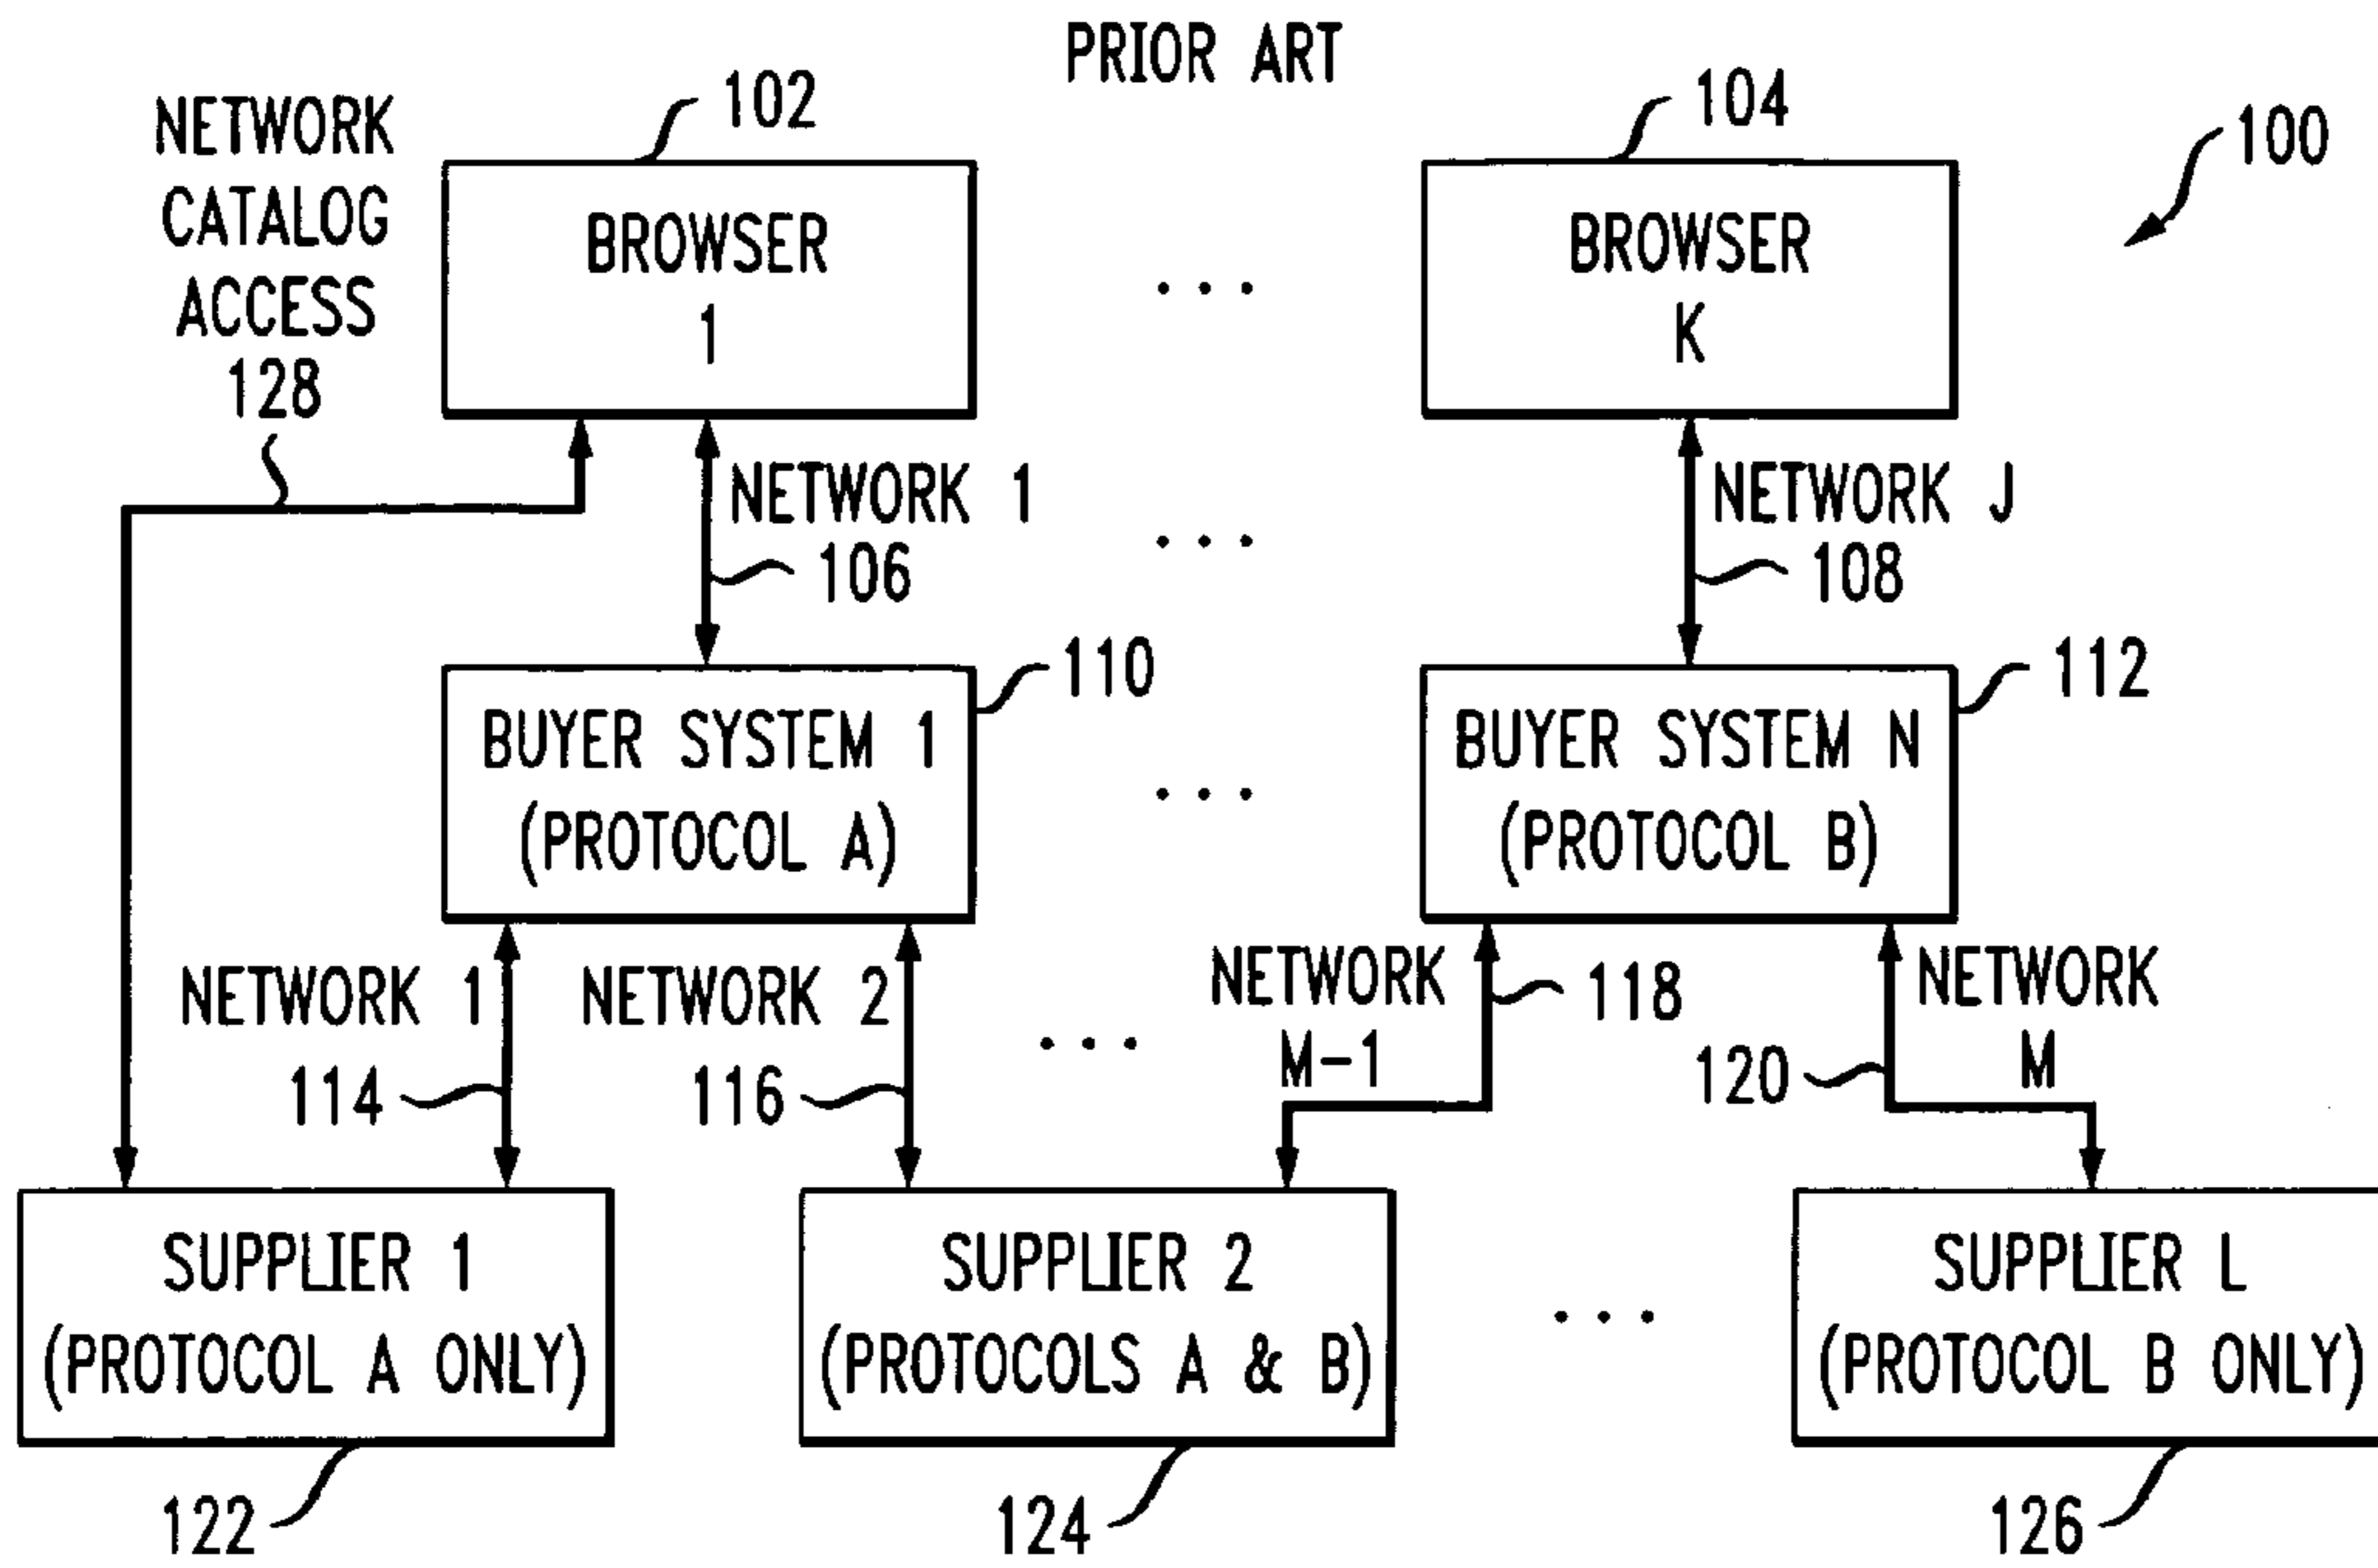 PRIOR ART
100
NETWORK
CATALOG
ACCESS
128
102
BROWSER
1
...
104
BROWSER
K
NETWORK 1
106
...
NETWORK J
108
110
BUYER SYSTEM 1
(PROTOCOL A)
...
112
BUYER SYSTEM N
(PROTOCOL B)
NETWORK 1
114
NETWORK 2
116
...
NETWORK
M-1
118
120
NETWORK
M
SUPPLIER 1
(PROTOCOL A ONLY)
122
SUPPLIER 2
(PROTOCOLS A & B)
124
...
SUPPLIER L
(PROTOCOL B ONLY)
126